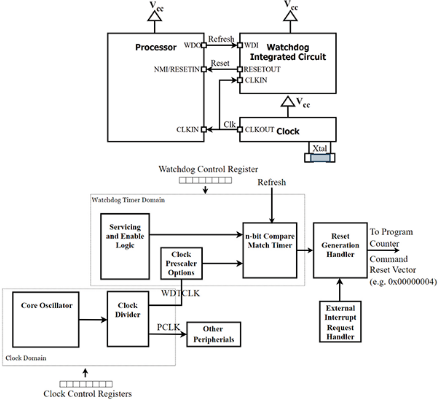 Vcc
Vcc
Refresh
Processor
WDO
WDI
Watchdog
Integrated Circuit
Reset
NMI/RESETIN
RESETOUT
CLKIN
Vcc
CLKIN
Clk
CLKOUT
Clock
Xtal
Watchdog Control Register
Refresh
Watchdog Timer Domain
Servicing
and Enable
Logic
n-bit Compare
Match Timer
Reset
Generation
Handler
To Program
Counter
Command
Reset Vector
(e.g. 0x00000004)
Clock
Prescaler
Options
WDTCLK
Core Oscillator
Clock
Divider
PCLK
Other
Peripherials
External
Interrupt
Request
Handler
Clock Domain
Clock Control Registers